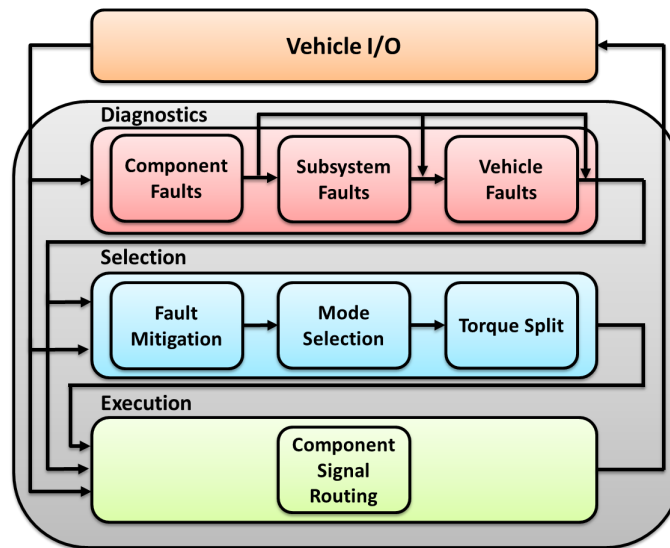 Vehicle I/O
Diagnostics
Component
Faults
Subsystem
Faults
Vehicle
Faults
Selection
Fault
Mitigation
Mode
Selection
Torque Split
Execution
Component
Signal
Routing